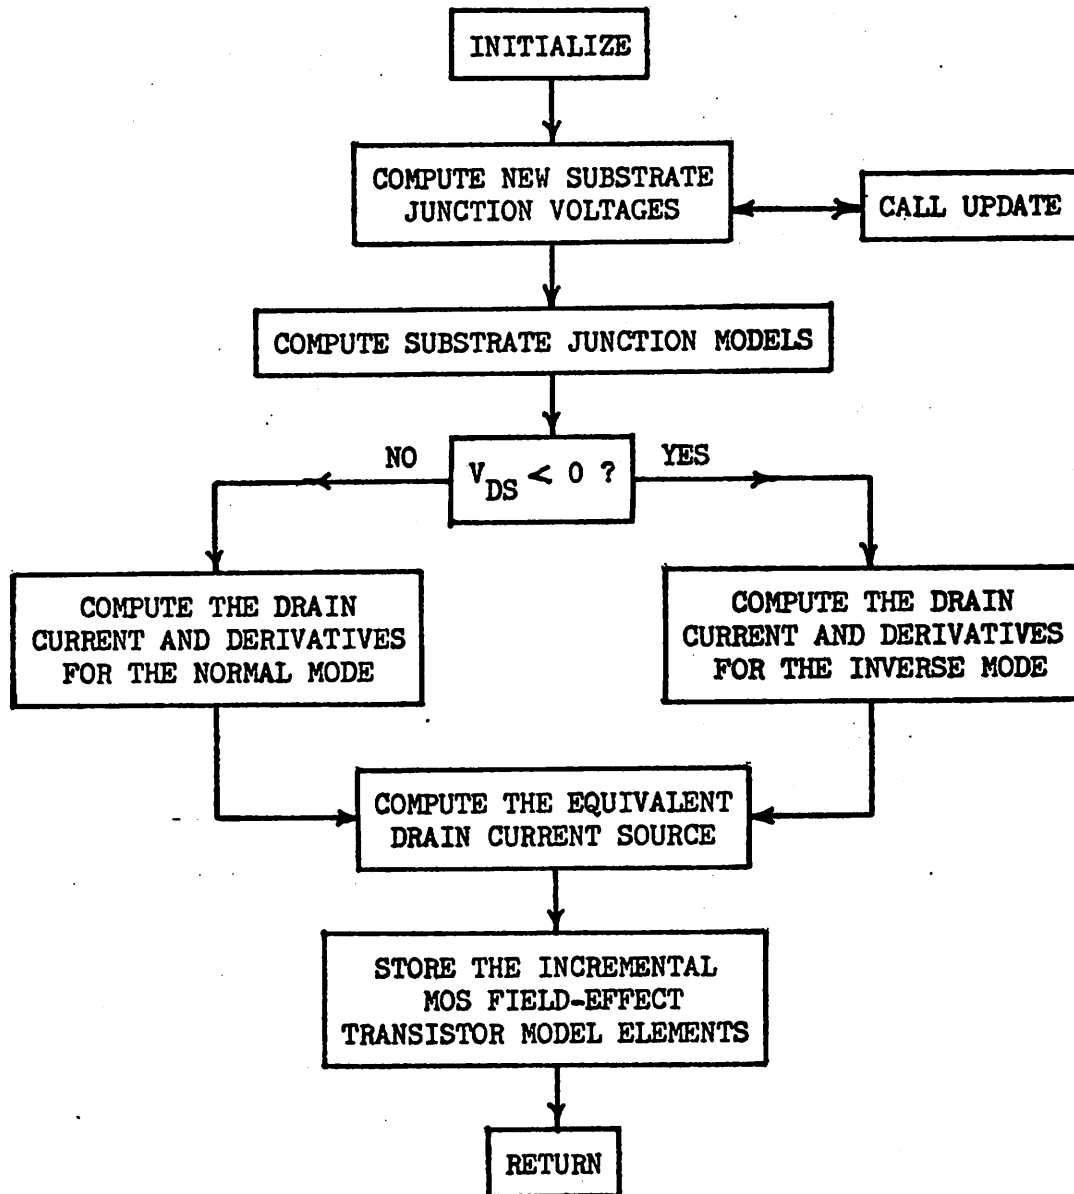 INITIALIZE
COMPUTE NEW SUBSTRATE
JUNCTION VOLTAGES
CALL UPDATE
COMPUTE SUBSTRATE JUNCTION MODELS
NO
V_DS < 0 ?
YES
COMPUTE THE DRAIN
CURRENT AND DERIVATIVES
FOR THE NORMAL MODE
COMPUTE THE DRAIN
CURRENT AND DERIVATIVES
FOR THE INVERSE MODE
COMPUTE THE EQUIVALENT
DRAIN CURRENT SOURCE
STORE THE INCREMENTAL
MOS FIELD-EFFECT
TRANSISTOR MODEL ELEMENTS
RETURN